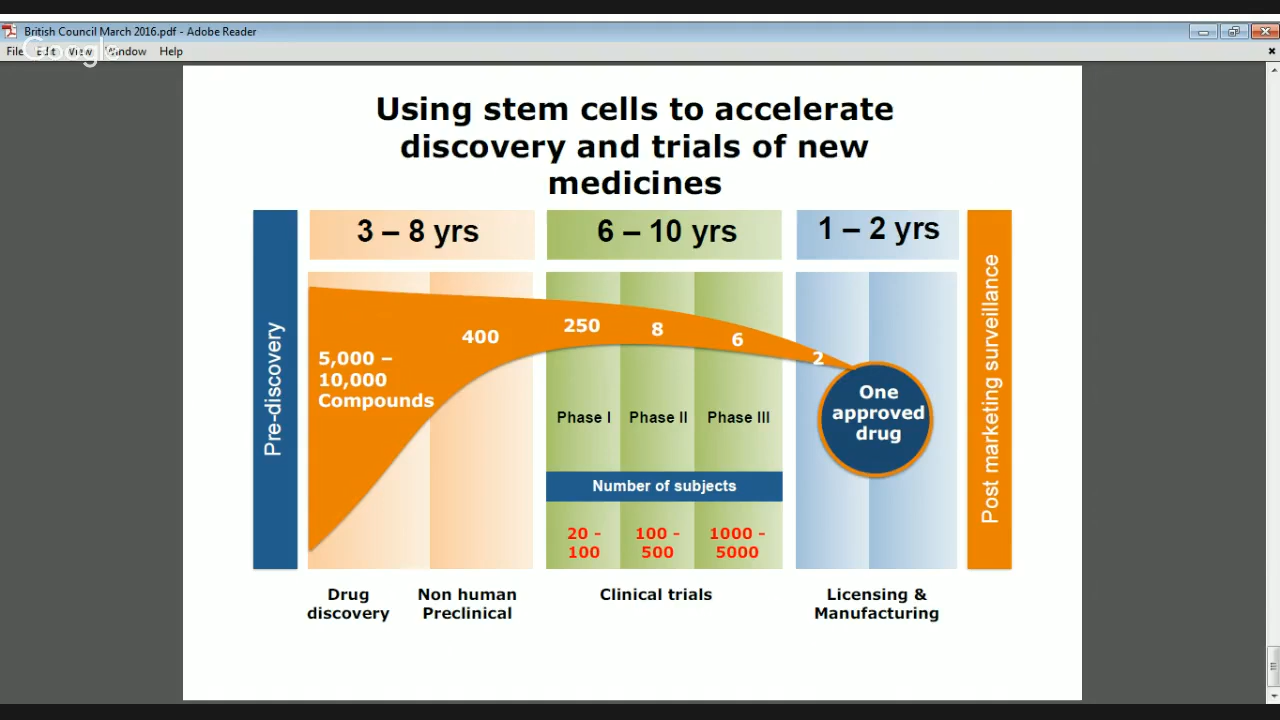 British Council March 2016.pdf - Adobe Reader
File Edit View Window Help
Google
Using stem cells to accelerate
discovery and trials of new
medicines
Pre-discovery
3 – 8 yrs
6 – 10 yrs
1 – 2 yrs
Post marketing surveillance
5,000 –
10,000
Compounds
400
250
8
6
2
One
approved
drug
Phase I
Phase II
Phase III
Number of subjects
20 -
100
100 -
500
1000 -
5000
Drug
discovery
Non human
Preclinical
Clinical trials
Licensing &
Manufacturing